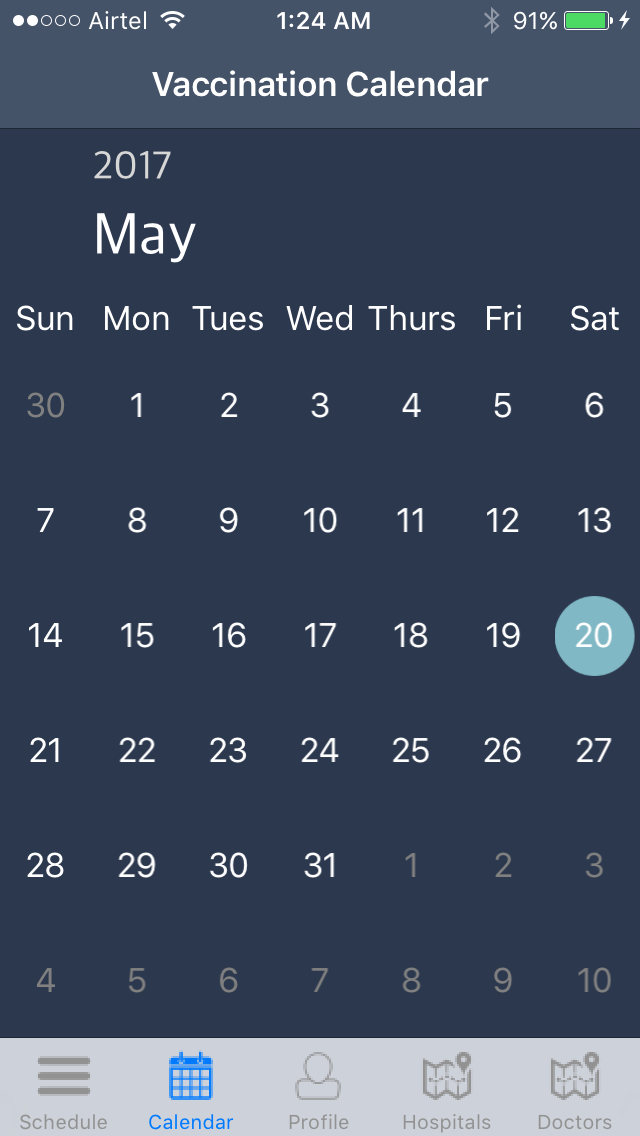 Airtel 1:24 AM 91%
Vaccination Calendar
2017
May
Sun Mon Tues Wed Thurs Fri Sat
30 1 2 3 4 5 6
7 8 9 10 11 12 13
14 15 16 17 18 19 20
21 22 23 24 25 26 27
28 29 30 31 1 2 3
4 5 6 7 8 9 10
Schedule Calendar Profile Hospitals Doctors